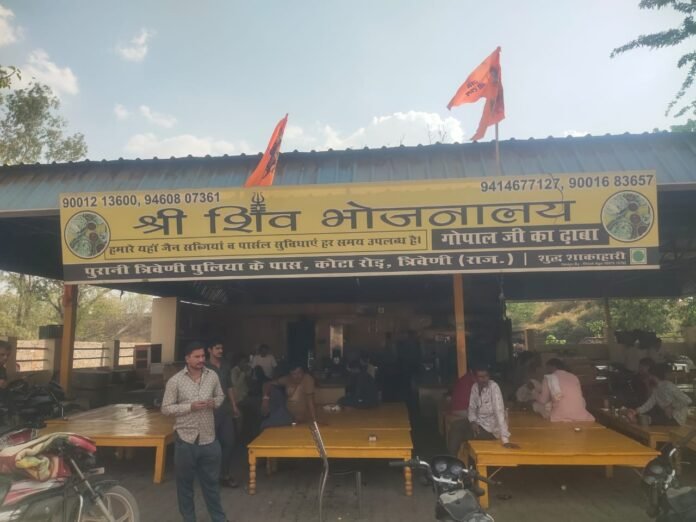 90012 13600, 94608 07361
9414677127, 90016 83657
श्री शिव भोजनालय
हमारे यहाँ जैन सब्जियां व पार्सल सुविधाएं हर समय उपलब्ध है।
गोपाल जी का ढ़ाबा
पुरानी त्रिवेणी पुलिया के पास, कोटा रोड़, त्रिवेणी (राज.) | शुद्ध शाकाहारी